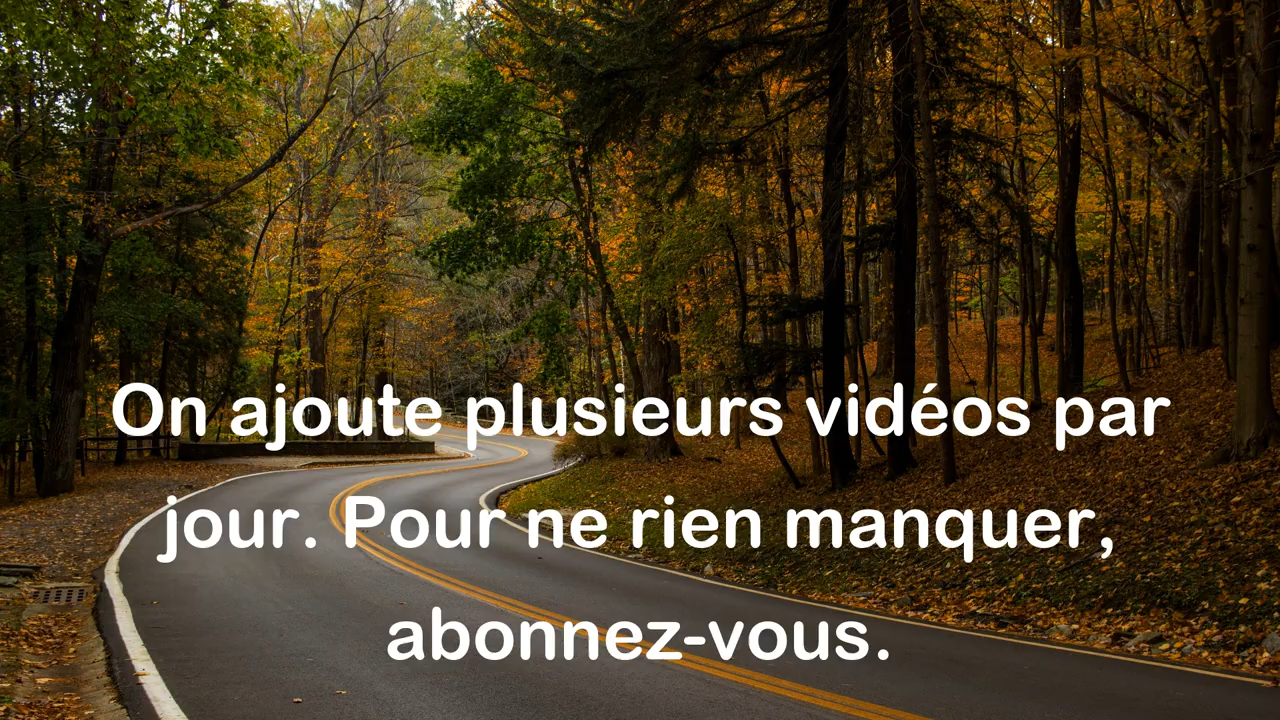 On ajoute plusieurs vidéos par
jour. Pour ne rien manquer,
abonnez-vous.